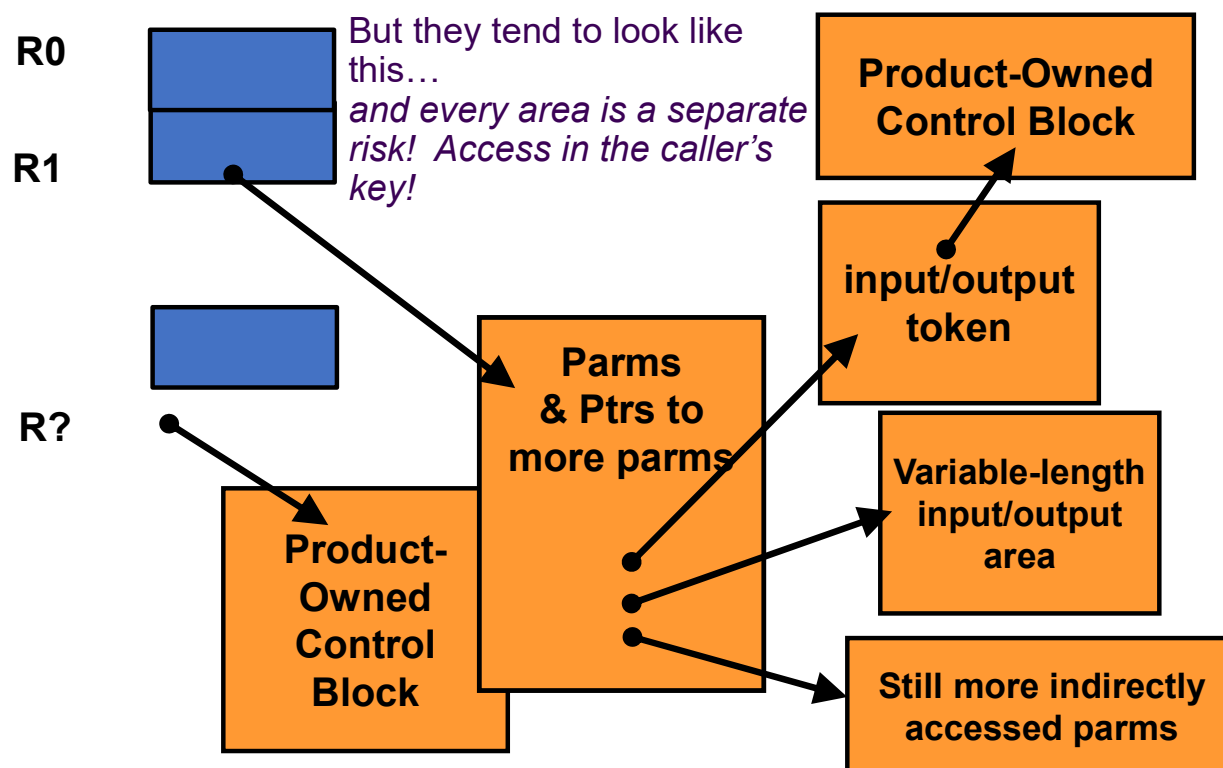 R0
But they tend to look like
this…
and every area is a separate
risk!  Access in the caller’s
key!
Product-Owned
Control Block
R1
input/output
token
Parms
& Ptrs to
more parms
R?
Variable-length
input/output
area
Product-
Owned
Control
Block
Still more indirectly
accessed parms